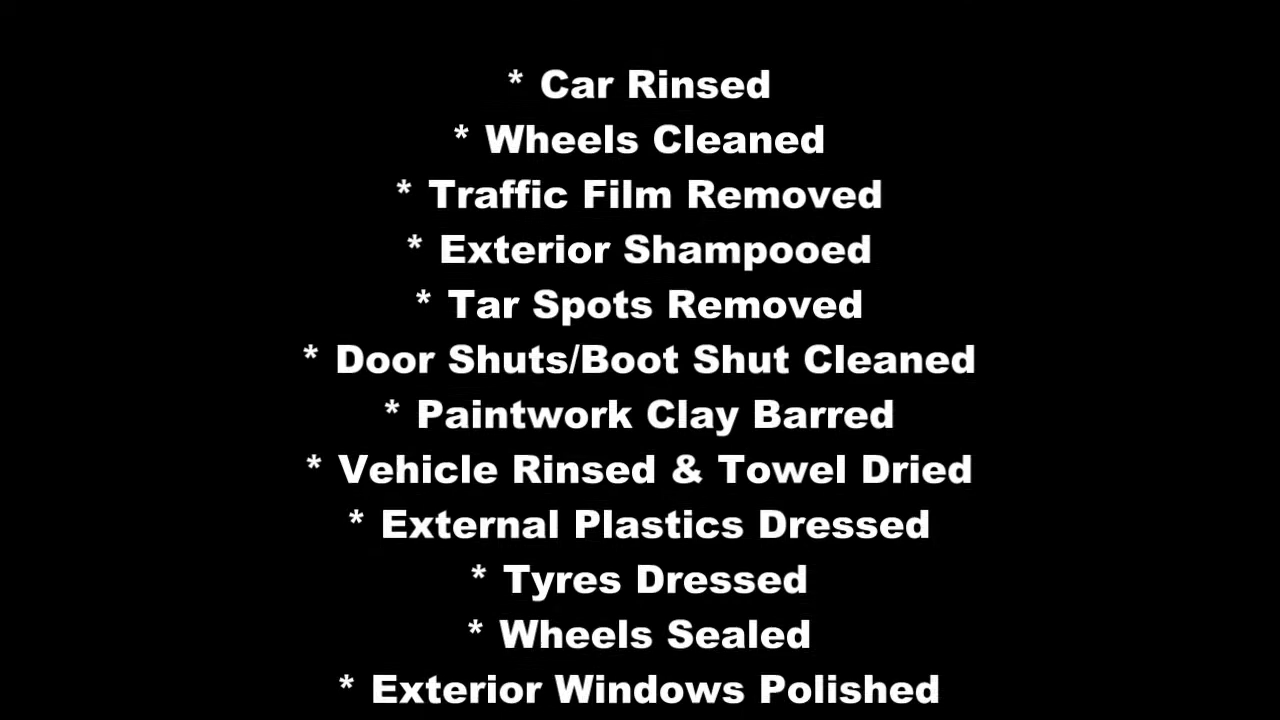 * Car Rinsed
* Wheels Cleaned
* Traffic Film Removed
* Exterior Shampooed
* Tar Spots Removed
* Door Shuts/Boot Shut Cleaned
* Paintwork Clay Barred
* Vehicle Rinsed & Towel Dried
* External Plastics Dressed
* Tyres Dressed
* Wheels Sealed
* Exterior Windows Polished